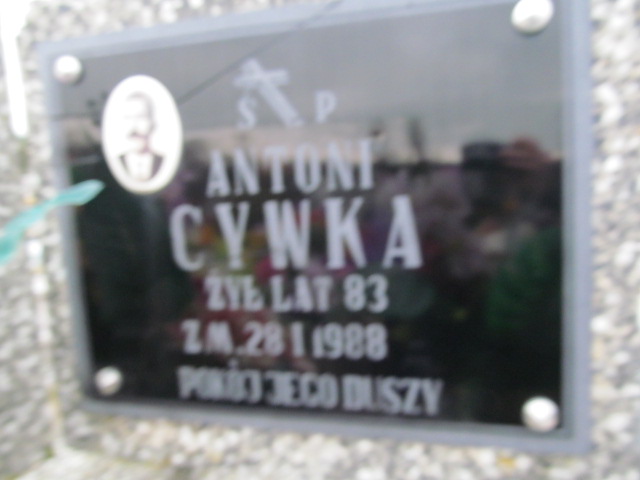 Ś. P
ANTONI
CYWKA
ŻYŁ LAT 83
ZM. 28 I 1988
POKÓJ JEGO DUSZY